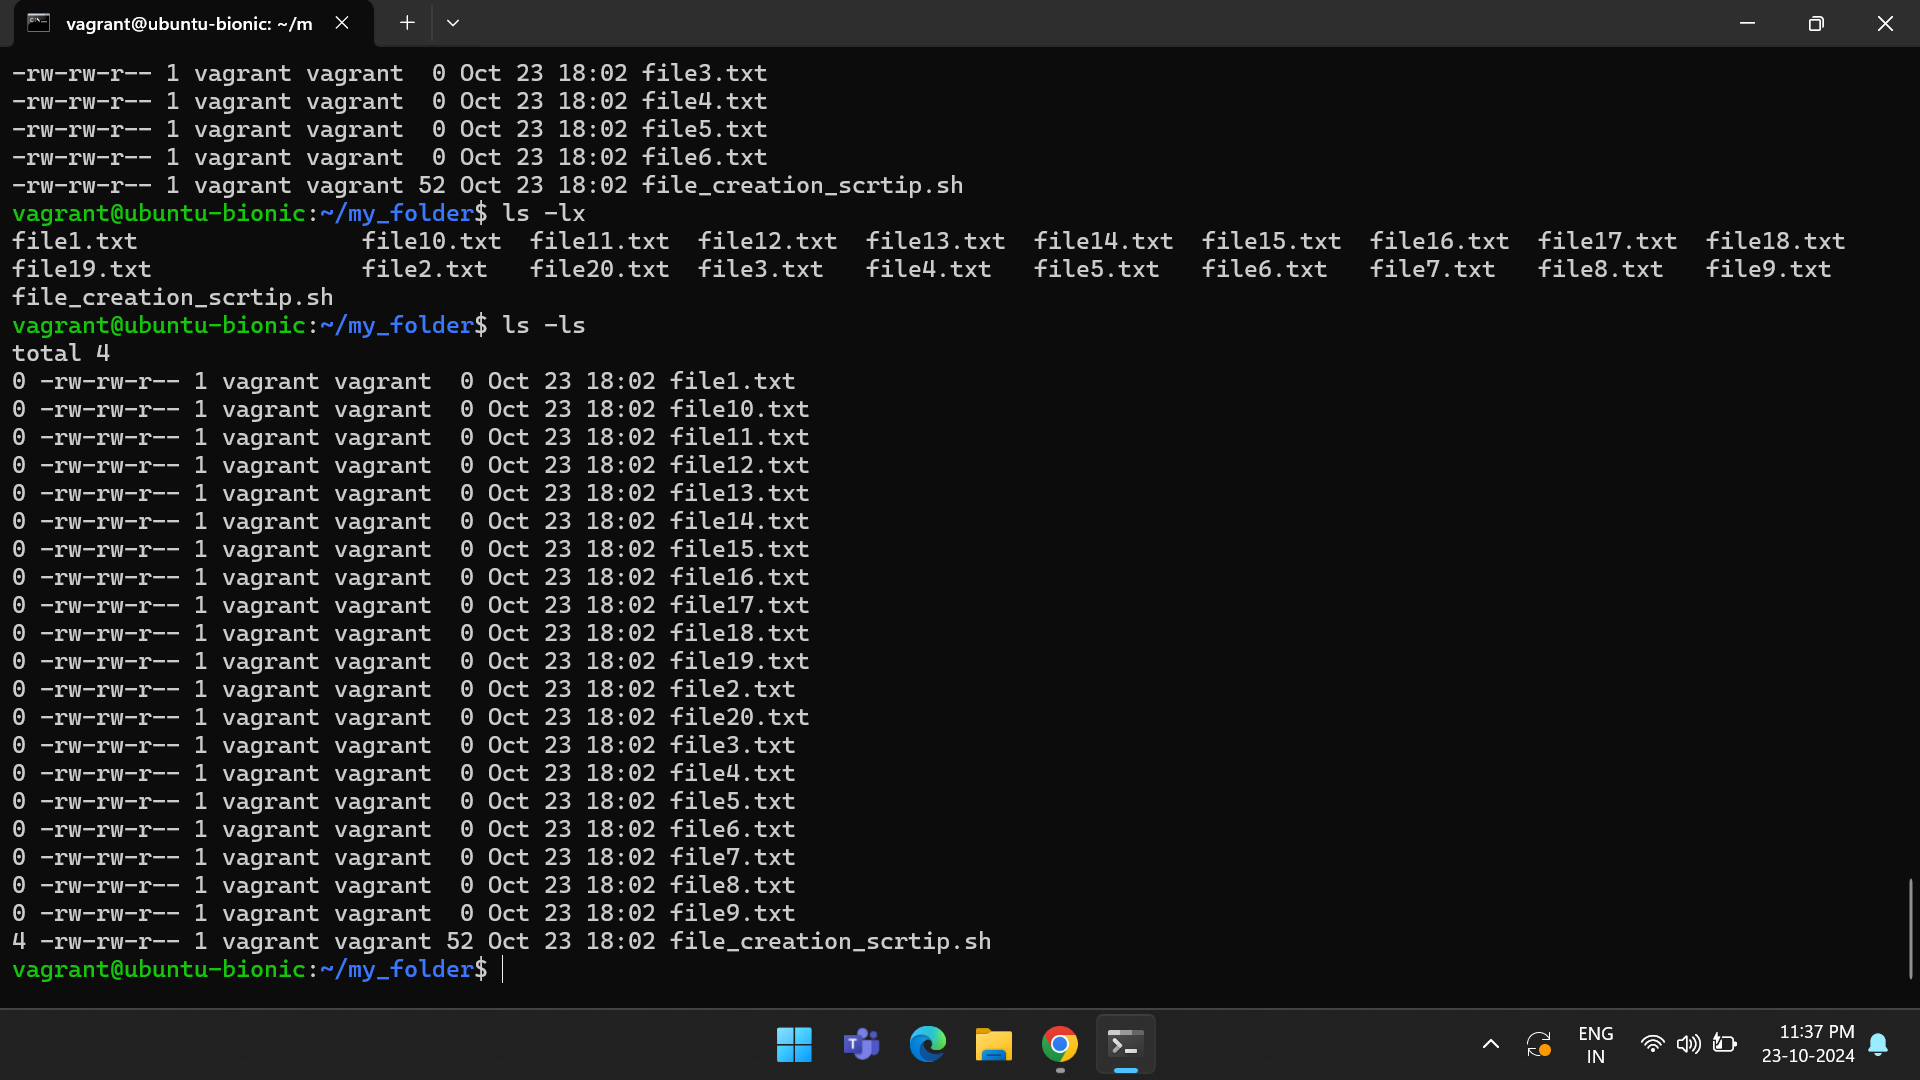 vagrant@ubuntu-bionic: ~/m
-rw-rw-r-- 1 vagrant vagrant  0 Oct 23 18:02 file3.txt
-rw-rw-r-- 1 vagrant vagrant  0 Oct 23 18:02 file4.txt
-rw-rw-r-- 1 vagrant vagrant  0 Oct 23 18:02 file5.txt
-rw-rw-r-- 1 vagrant vagrant  0 Oct 23 18:02 file6.txt
-rw-rw-r-- 1 vagrant vagrant 52 Oct 23 18:02 file_creation_scrtip.sh
vagrant@ubuntu-bionic:~/my_folder$ ls -lx
file1.txt                file10.txt  file11.txt  file12.txt  file13.txt  file14.txt  file15.txt  file16.txt  file17.txt  file18.txt
file19.txt               file2.txt   file20.txt  file3.txt   file4.txt   file5.txt   file6.txt   file7.txt   file8.txt   file9.txt
file_creation_scrtip.sh
vagrant@ubuntu-bionic:~/my_folder$ ls -ls
total 4
0 -rw-rw-r-- 1 vagrant vagrant  0 Oct 23 18:02 file1.txt
0 -rw-rw-r-- 1 vagrant vagrant  0 Oct 23 18:02 file10.txt
0 -rw-rw-r-- 1 vagrant vagrant  0 Oct 23 18:02 file11.txt
0 -rw-rw-r-- 1 vagrant vagrant  0 Oct 23 18:02 file12.txt
0 -rw-rw-r-- 1 vagrant vagrant  0 Oct 23 18:02 file13.txt
0 -rw-rw-r-- 1 vagrant vagrant  0 Oct 23 18:02 file14.txt
0 -rw-rw-r-- 1 vagrant vagrant  0 Oct 23 18:02 file15.txt
0 -rw-rw-r-- 1 vagrant vagrant  0 Oct 23 18:02 file16.txt
0 -rw-rw-r-- 1 vagrant vagrant  0 Oct 23 18:02 file17.txt
0 -rw-rw-r-- 1 vagrant vagrant  0 Oct 23 18:02 file18.txt
0 -rw-rw-r-- 1 vagrant vagrant  0 Oct 23 18:02 file19.txt
0 -rw-rw-r-- 1 vagrant vagrant  0 Oct 23 18:02 file2.txt
0 -rw-rw-r-- 1 vagrant vagrant  0 Oct 23 18:02 file20.txt
0 -rw-rw-r-- 1 vagrant vagrant  0 Oct 23 18:02 file3.txt
0 -rw-rw-r-- 1 vagrant vagrant  0 Oct 23 18:02 file4.txt
0 -rw-rw-r-- 1 vagrant vagrant  0 Oct 23 18:02 file5.txt
0 -rw-rw-r-- 1 vagrant vagrant  0 Oct 23 18:02 file6.txt
0 -rw-rw-r-- 1 vagrant vagrant  0 Oct 23 18:02 file7.txt
0 -rw-rw-r-- 1 vagrant vagrant  0 Oct 23 18:02 file8.txt
0 -rw-rw-r-- 1 vagrant vagrant  0 Oct 23 18:02 file9.txt
4 -rw-rw-r-- 1 vagrant vagrant 52 Oct 23 18:02 file_creation_scrtip.sh
vagrant@ubuntu-bionic:~/my_folder$
ENG
IN
11:37 PM
23-10-2024